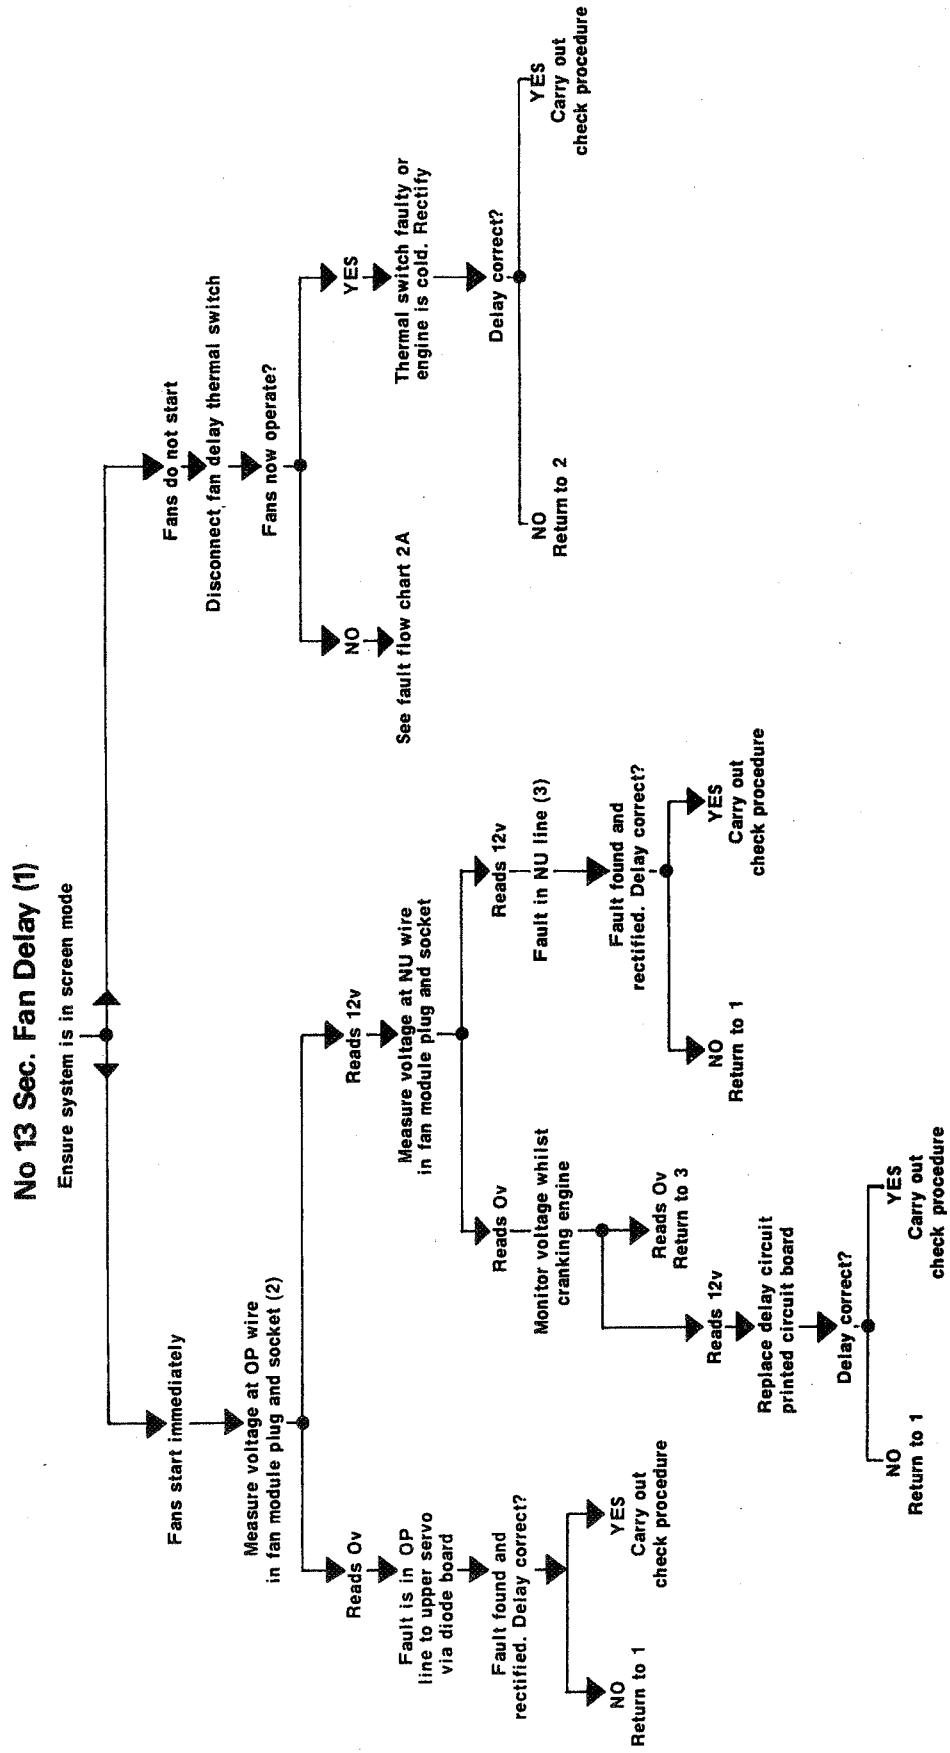 No 13 Sec. Fan Delay (1)
Ensure system is in screen mode
Fans start immediately
Measure voltage at OP wire
in fan module plug and socket (2)
Reads Ov
Fault is in OP
line to upper servo
via diode board
Fault found and
rectified. Delay correct?
NO
Return to 1
YES
Carry out
check procedure
Reads 12v
Measure voltage at NU wire
in fan module plug and socket
Reads Ov
Monitor voltage whilst
cranking engine
Reads 12v
Replace delay circuit
printed circuit board
Delay correct?
NO
Return to 1
YES
Carry out
check procedure
Reads Ov
Return to 3
Reads 12v
Fault in NU line (3)
Fault found and
rectified. Delay correct?
NO
Return to 1
YES
Carry out
check procedure
Fans do not start
Disconnect fan delay thermal switch
Fans now operate?
NO
See fault flow chart 2A
YES
Thermal switch faulty or
engine is cold. Rectify
Delay correct?
NO
Return to 2
YES
Carry out
check procedure